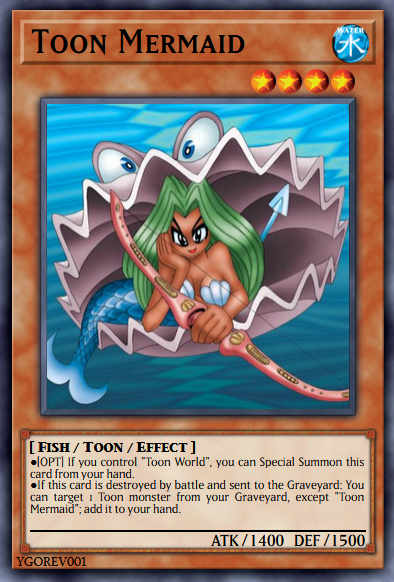 Toon Mermaid
WATER
水
[ Fish / Toon / Effect ]
●[OPT] If you control "Toon World", you can Special Summon this
card from your hand.
●If this card is destroyed by battle and sent to the Graveyard: You
can target 1 Toon monster from your Graveyard, except "Toon
Mermaid"; add it to your hand.
ATK / 1400 DEF / 1500
YGOREV001